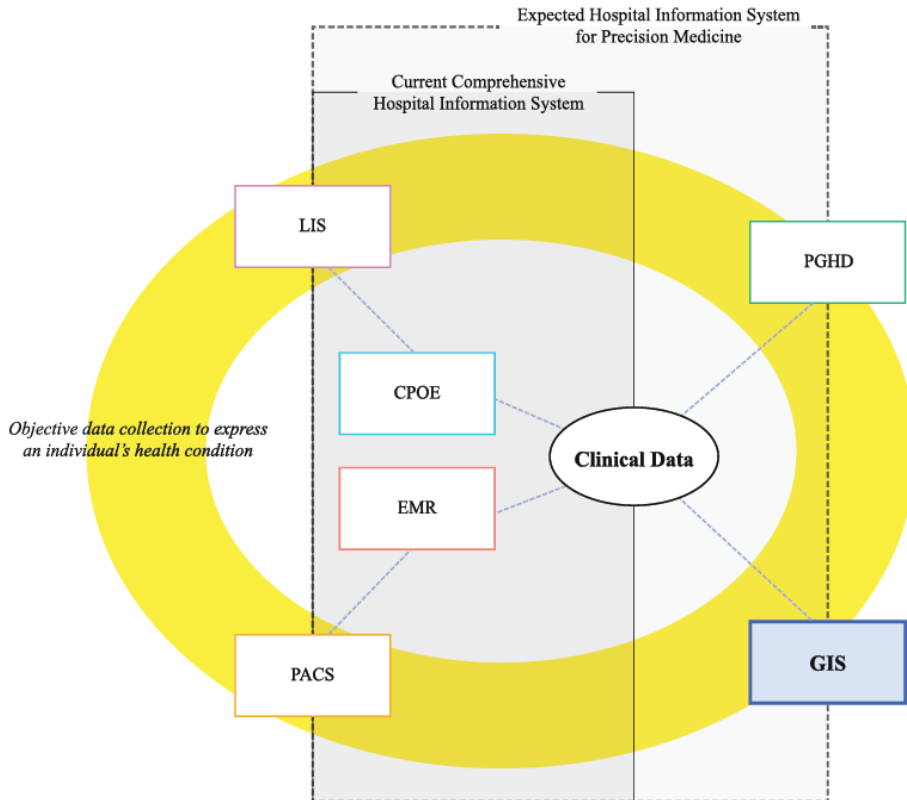 Expected Hospital Information System
for Precision Medicine
Current Comprehensive
Hospital Information System
LIS
PGHD
CPOE
Objective data collection to express
an individual's health condition
Clinical Data
EMR
PACS
GIS